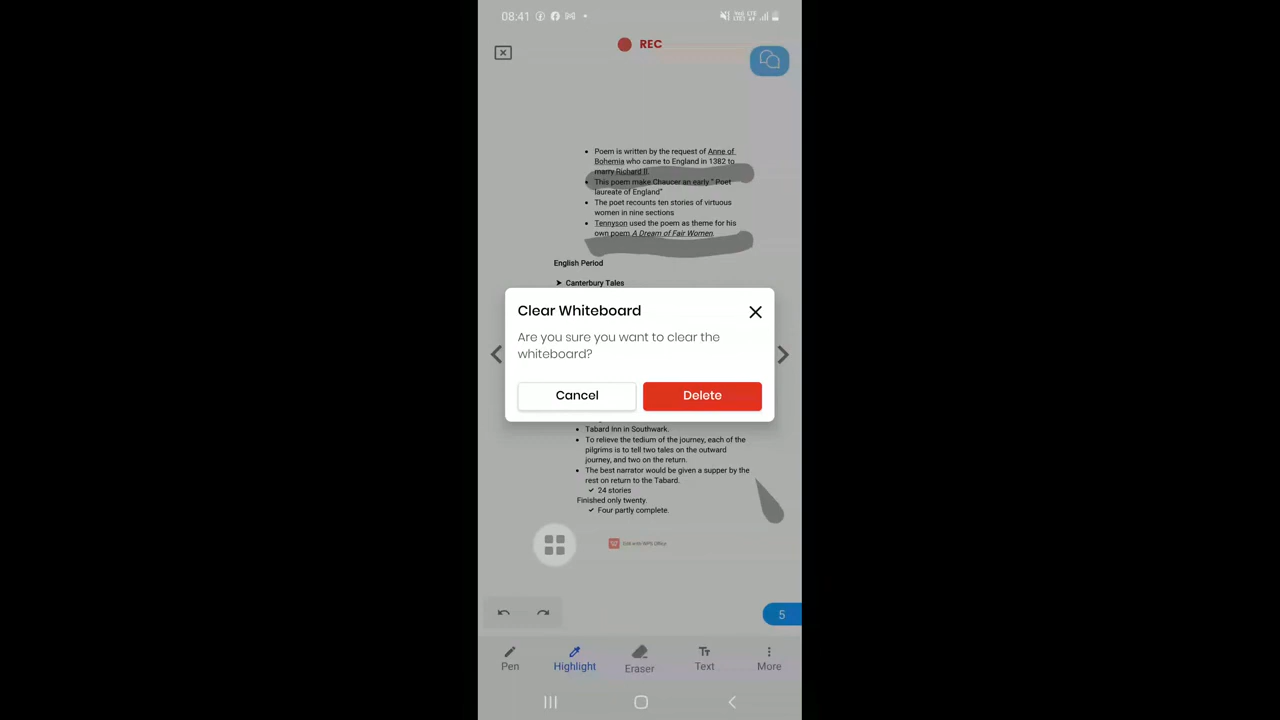 08:41
REC
• Poem is written by the request of Anne of
Bohemia who came to England in 1382 to
marry Richard II.
• This poem make Chaucer an early " Poet
laureate of England"
• The poet recounts ten stories of virtuous
women in nine sections
• Tennyson used the poem as theme for his
own poem A Dream of Fair Women.
English Period
➤ Canterbury Tales
Clear Whiteboard
Are you sure you want to clear the
whiteboard?
Cancel
Delete
• Tabard Inn in Southwark.
• To relieve the tedium of the journey, each of the
pilgrims is to tell two tales on the outward
journey, and two on the return.
• The best narrator would be given a supper by the
rest on return to the Tabard.
✓ 24 stories
Finished only twenty.
✓ Four partly complete.
Edit with WPS Office
5
Pen
Highlight
Eraser
Text
More